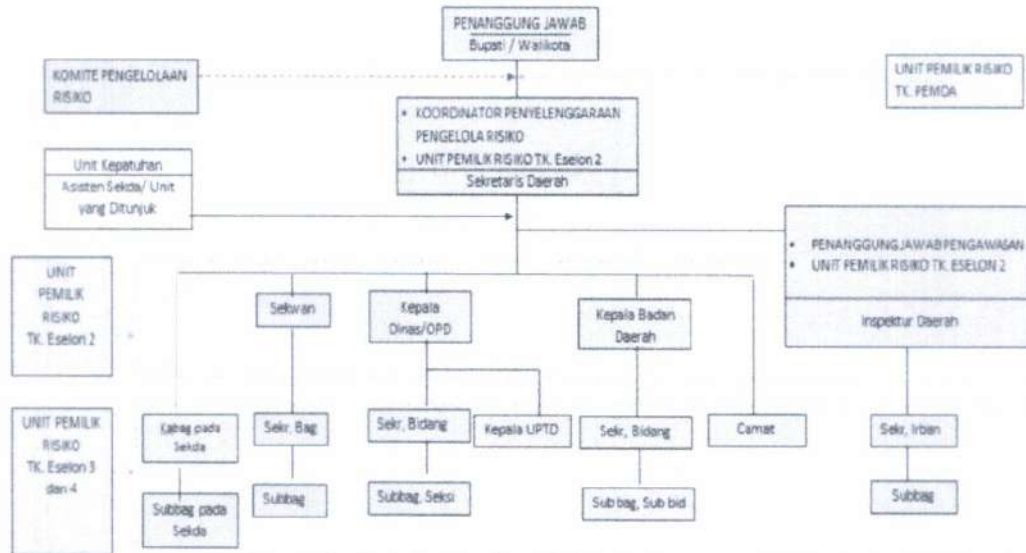 PENANGGUNG JAWAB
Bupati / Walikota
KOMITE PENGELOLAAN
RISIKO
UNIT PEMILIK RISIKO
TK. PEMDA
• KOORDINATOR PENYELENGGARAAN
PENGELOLA RISIKO
• UNIT PEMILIK RISIKO TK. Eselon 2
Sekretaris Daerah
Unit Kepatuhan
Asisten Sekda/ Unit
yang Ditunjuk
• PENANGGUNG JAWAB PENGAWASAN
• UNIT PEMILIK RISIKO TK. ESELON 2
Inspektur Daerah
UNIT
PEMILIK
RISIKO
TK. Eselon 2
Sekwan
Kepala
Dinas/OPD
Kepala Badan
Daerah
UNIT PEMILIK
RISIKO
TK. Eselon 3
dan 4
Kabag pada
Sekda
Sekr, Bag
Sekr, Bidang
Kepala UPTD
Sekr, Bidang
Camat
Sekr, Irban
Subbag pada
Sekda
Subbag
Subbag, Seksi
Sub bag, Sub bid
Subbag